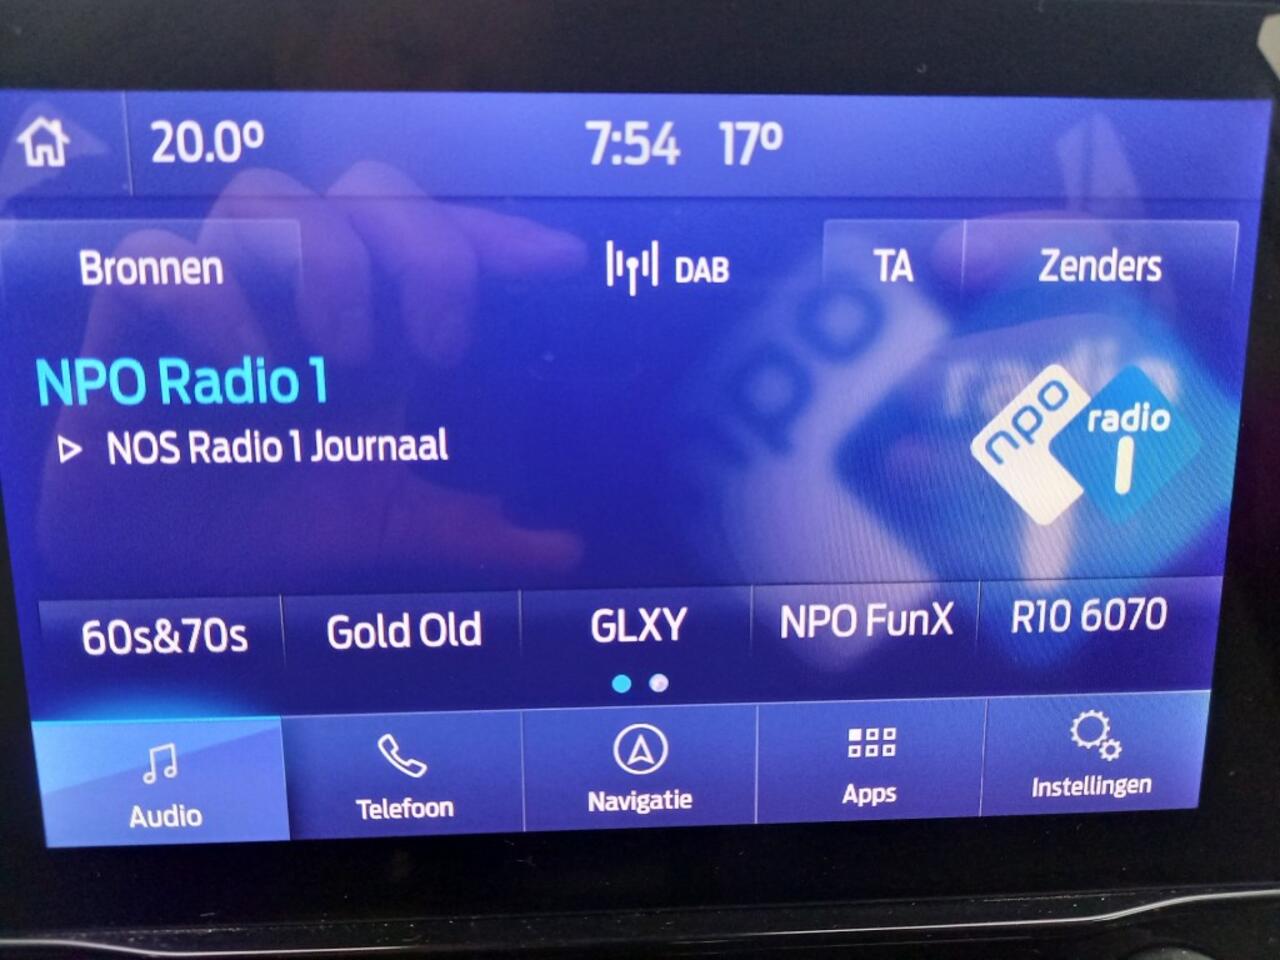 20.0º 7:54 17º
Bronnen DAB TA Zenders
NPO Radio 1
NOS Radio 1 Journaal
npo radio 1
60s&70s Gold Old GLXY NPO FunX R10 6070
Audio Telefoon Navigatie Apps Instellingen